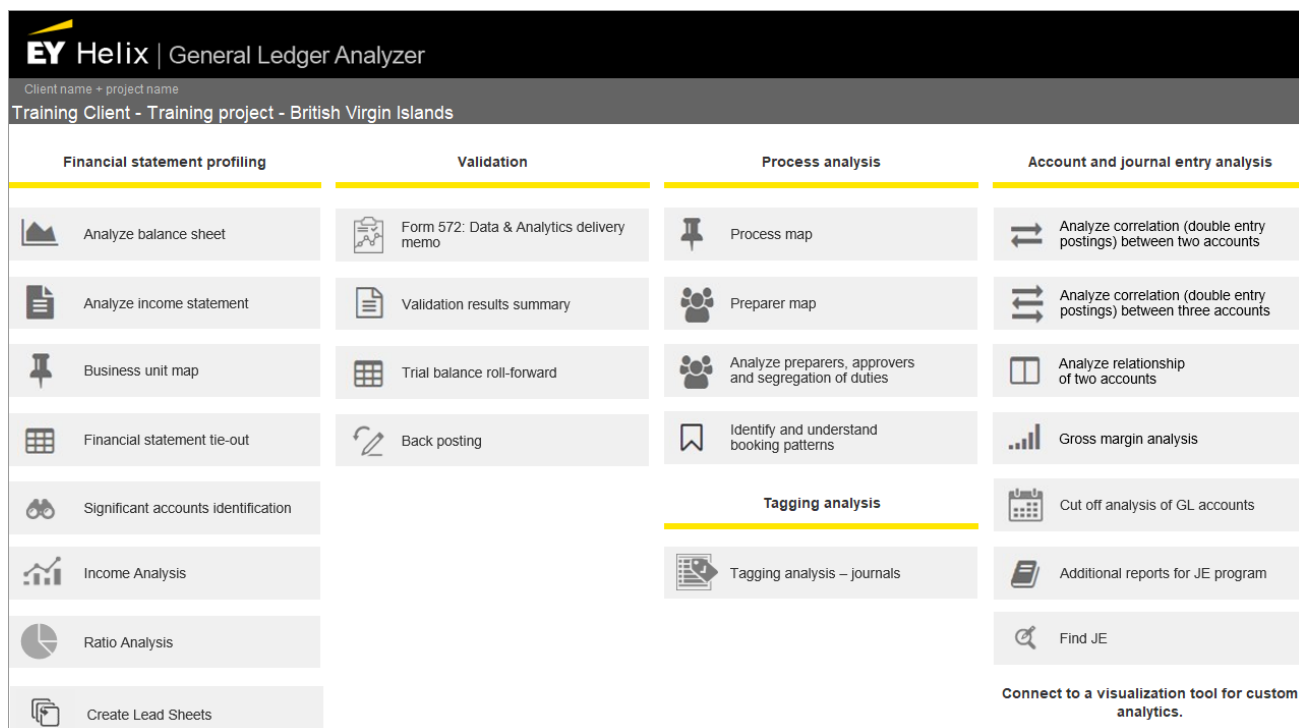 EY Helix | General Ledger Analyzer
Client name + project name
Training Client - Training project - British Virgin Islands
Financial statement profiling
Analyze balance sheet
Analyze income statement
Business unit map
Financial statement tie-out
Significant accounts identification
Income Analysis
Ratio Analysis
Create Lead Sheets
Validation
Form 572: Data & Analytics delivery
memo
Validation results summary
Trial balance roll-forward
Back posting
Process analysis
Process map
Preparer map
Analyze preparers, approvers
and segregation of duties
Identify and understand
booking patterns
Tagging analysis
Tagging analysis – journals
Account and journal entry analysis
Analyze correlation (double entry
postings) between two accounts
Analyze correlation (double entry
postings) between three accounts
Analyze relationship
of two accounts
Gross margin analysis
Cut off analysis of GL accounts
Additional reports for JE program
Find JE
Connect to a visualization tool for custom
analytics.